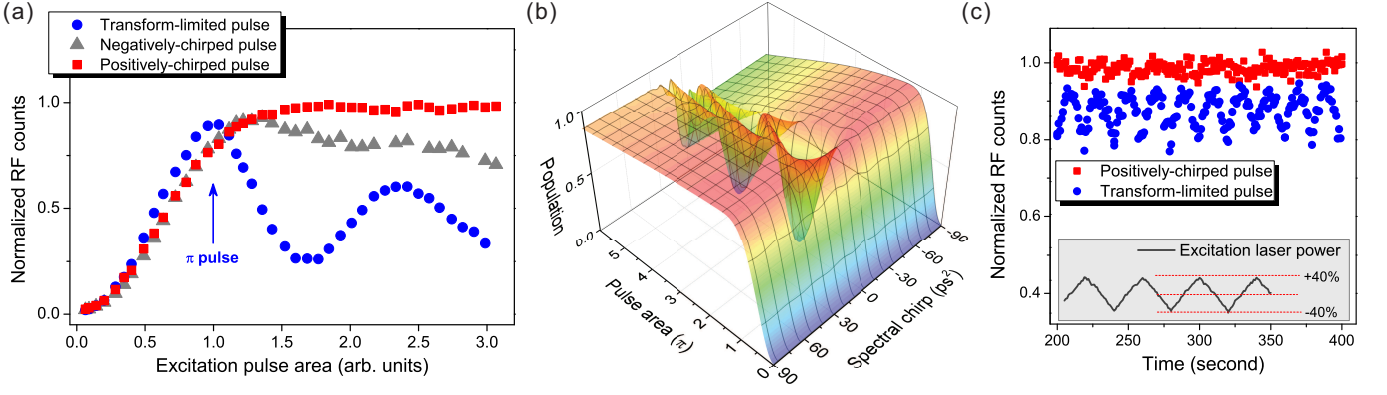 (a)
Transform-limited pulse
Negatively-chirped pulse
Positively-chirped pulse
Normalized RF counts
1.0
0.5
0.0
π pulse
0.0 0.5 1.0 1.5 2.0 2.5 3.0
Excitation pulse area (arb. units)
(b)
Population
1.0
0.5
0.0
5 4 3 2 1 0
Pulse area (π)
90 60 30 0 -30 -60 -90
Spectral chirp (ps²)
(c)
Normalized RF counts
1.0
0.8
0.6
0.4
Positively-chirped pulse
Transform-limited pulse
Excitation laser power
+40%
-40%
200 250 300 350 400
Time (second)